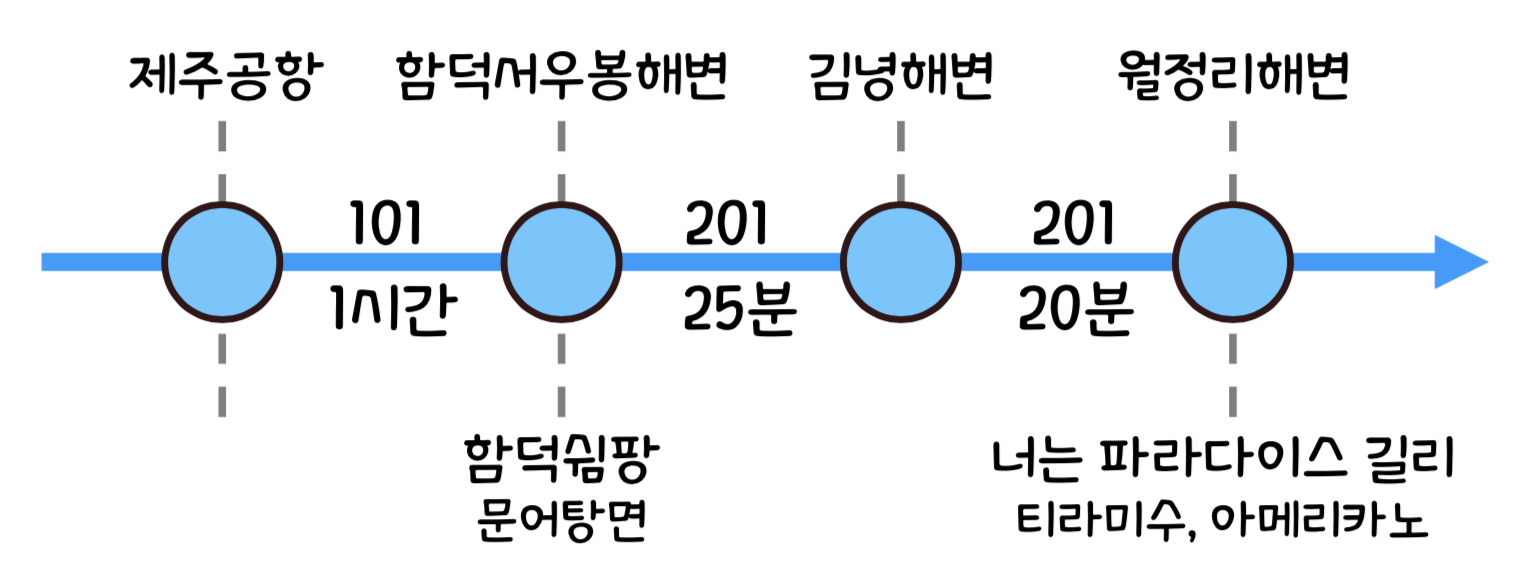 제주공항 함덕서우봉해변 김녕해변 월정리해변
101 201 201
1시간 25분 20분
함덕쉼팡 너는 파라다이스 길리
문어탕면 티라미수, 아메리카노